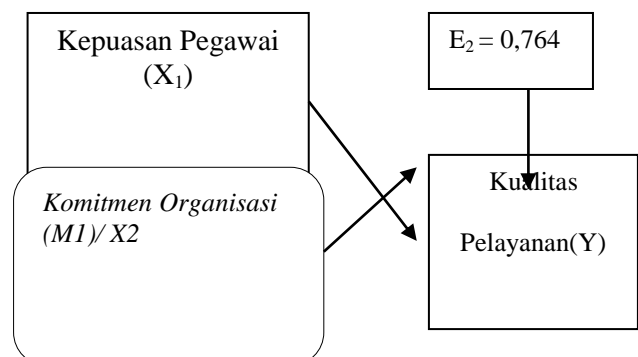 Kepuasan Pegawai
(X₁)
E₂ = 0,764
Komitmen Organisasi
(M1)/ X2
Kualitas
Pelayanan(Y)